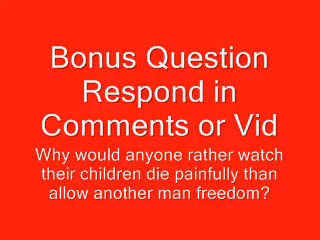 Bonus Question
Respond in
Comments or Vid
Why would anyone rather watch
their children die painfully than
allow another man freedom?